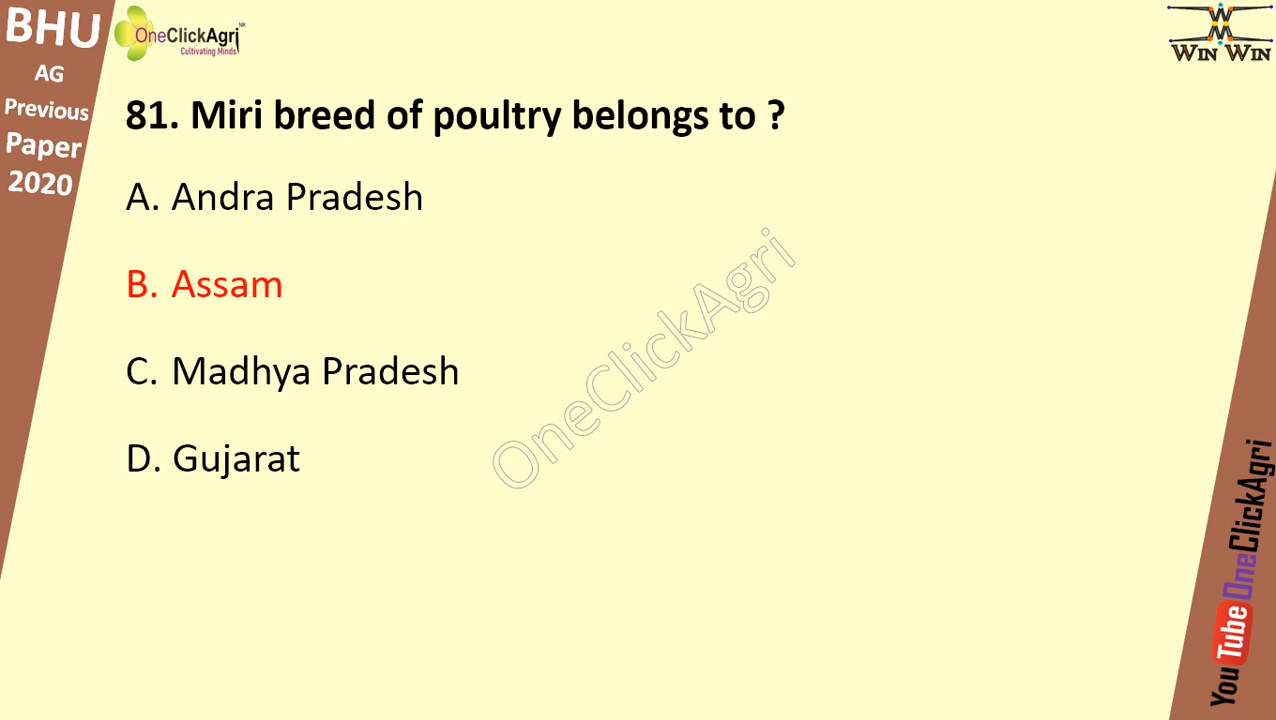 BHU
AG
Previous
Paper
2020
OneClickAgri NK
Cultivating Minds
WIN WIN
81. Miri breed of poultry belongs to ?
A. Andra Pradesh
B. Assam
C. Madhya Pradesh
D. Gujarat
OneClickAgri
YouTube OneClickAgri